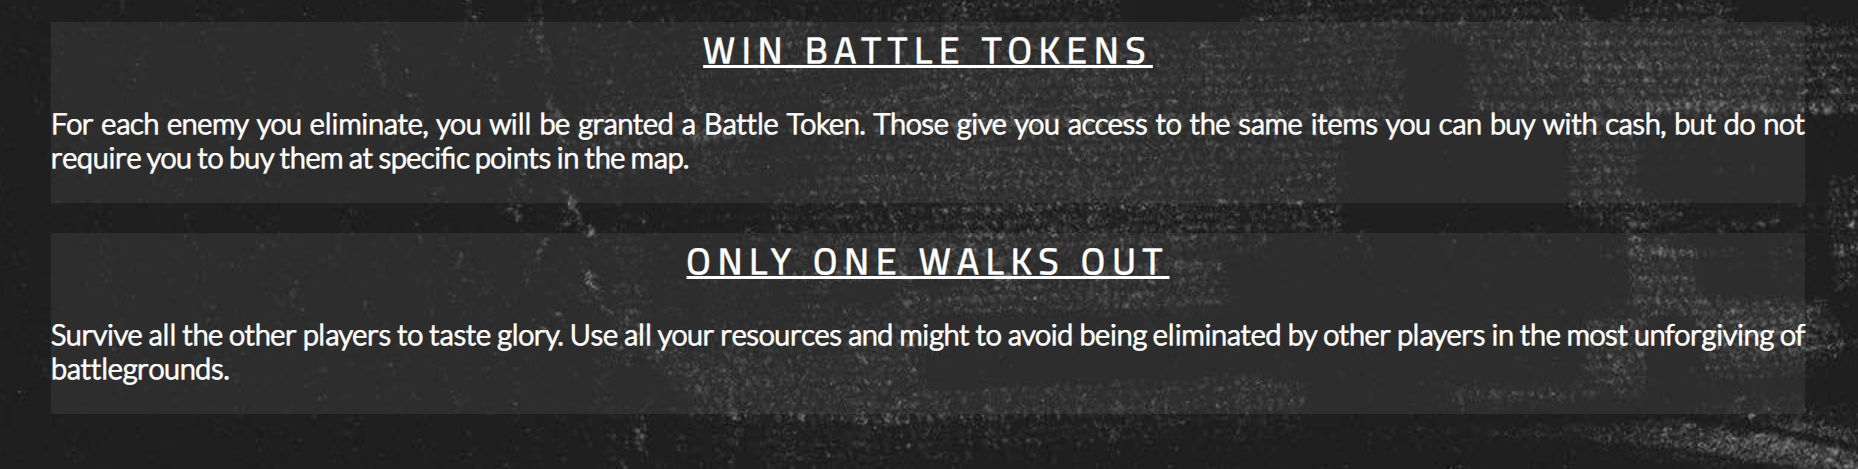 WIN BATTLE TOKENS
For each enemy you eliminate, you will be granted a Battle Token. Those give you access to the same items you can buy with cash, but do not
require you to buy them at specific points in the map.
ONLY ONE WALKS OUT
Survive all the other players to taste glory. Use all your resources and might to avoid being eliminated by other players in the most unforgiving of
battlegrounds.